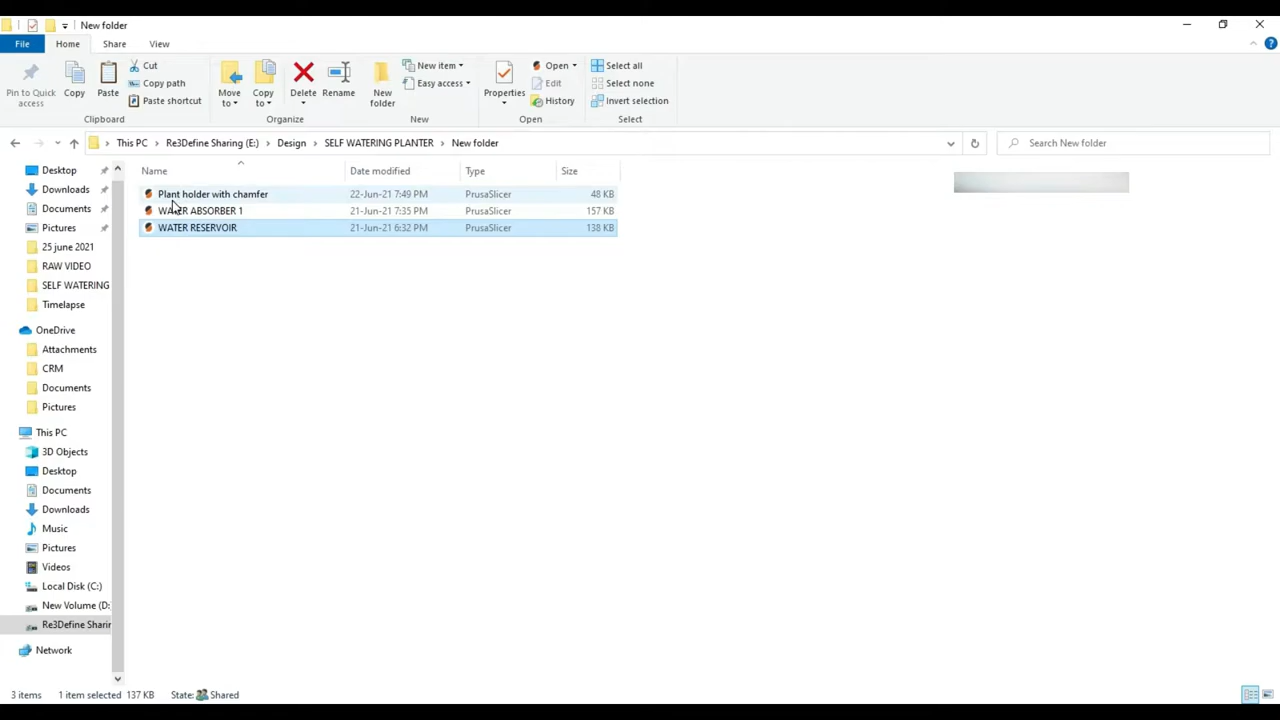 New folder
File Home Share View
Pin to Quick access
Copy
Paste
Cut
Copy path
Paste shortcut
Clipboard
Move to
Copy to
Delete
Rename
Organize
New folder
New item
Easy access
New
Properties
Open
Edit
History
Open
Select all
Select none
Invert selection
Select
This PC > Re3Define Sharing (E:) > Design > SELF WATERING PLANTER > New folder
Search New folder
Name Date modified Type Size
Plant holder with chamfer 22-Jun-21 7:49 PM PrusaSlicer 48 KB
WATER ABSORBER 1 21-Jun-21 7:35 PM PrusaSlicer 157 KB
WATER RESERVOIR 21-Jun-21 6:32 PM PrusaSlicer 138 KB
Desktop
Downloads
Documents
Pictures
25 june 2021
RAW VIDEO
SELF WATERING
Timelapse
OneDrive
Attachments
CRM
Documents
Pictures
This PC
3D Objects
Desktop
Documents
Downloads
Music
Pictures
Videos
Local Disk (C:)
New Volume (D:
Re3Define Sharin
Network
3 items 1 item selected 137 KB State: Shared